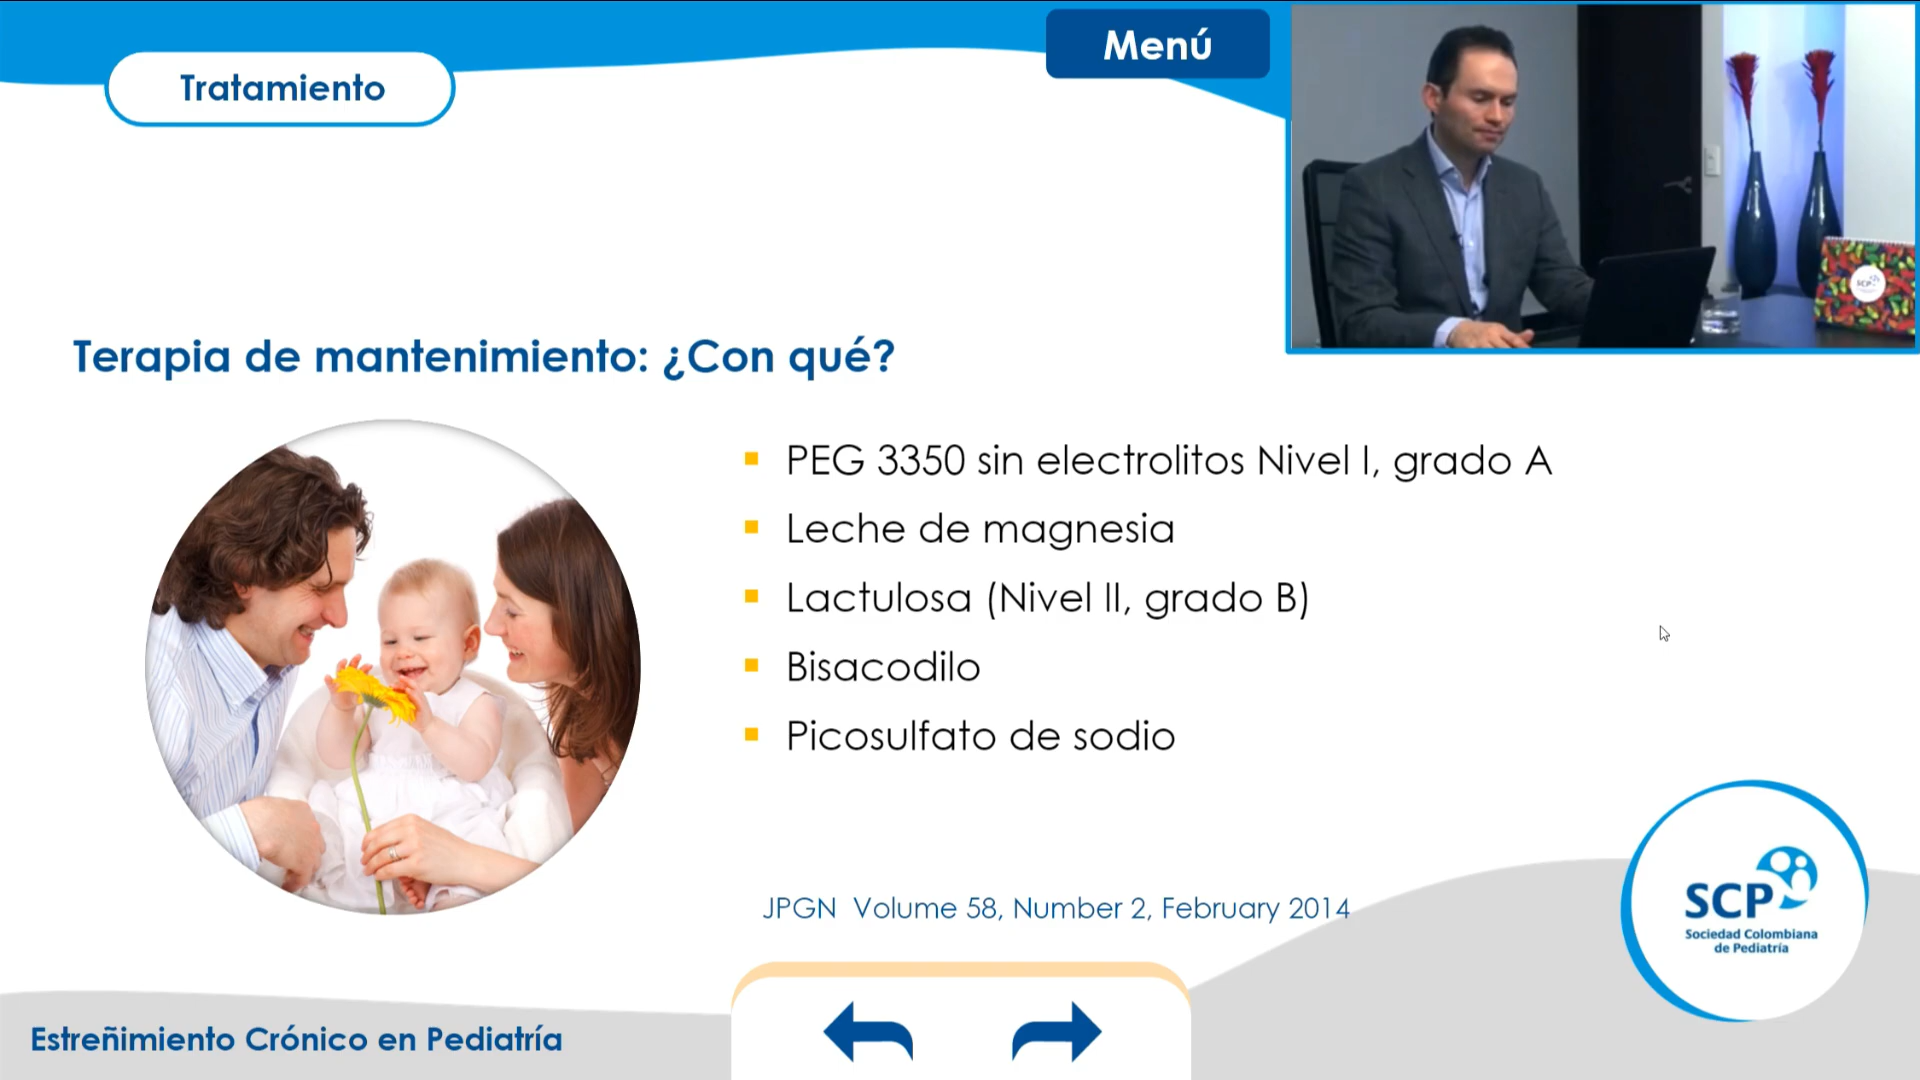 Menú
Tratamiento
SCP
Terapia de mantenimiento: ¿Con qué?
PEG 3350 sin electrolitos Nivel I, grado A
Leche de magnesia
Lactulosa (Nivel II, grado B)
Bisacodilo
Picosulfato de sodio
JPGN Volume 58, Number 2, February 2014
SCP
Sociedad Colombiana
de Pediatría
Estreñimiento Crónico en Pediatría